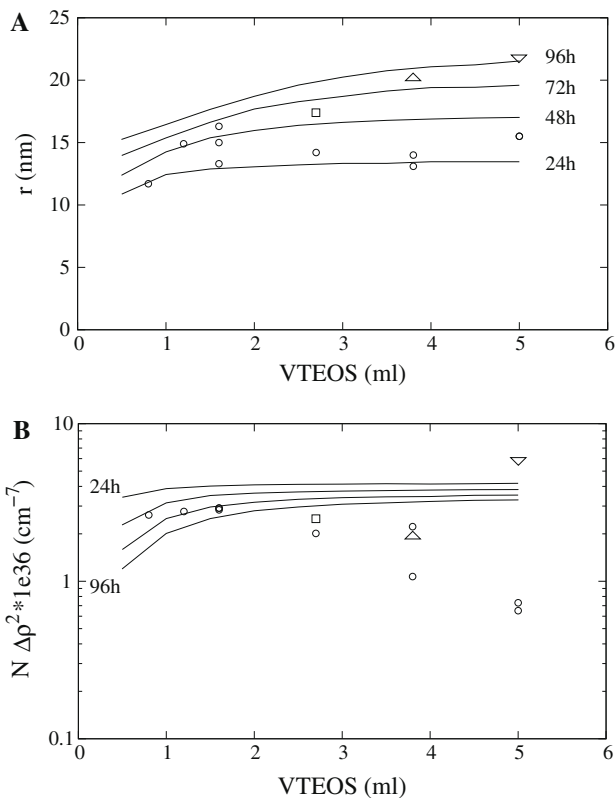 A
25
20
15
10
5
0
r (nm)
96h
72h
48h
24h
0 1 2 3 4 5 6
VTEOS (ml)
B
10
1
0.1
N Δρ²*1e36 (cm⁻⁷)
24h
96h
0 1 2 3 4 5 6
VTEOS (ml)